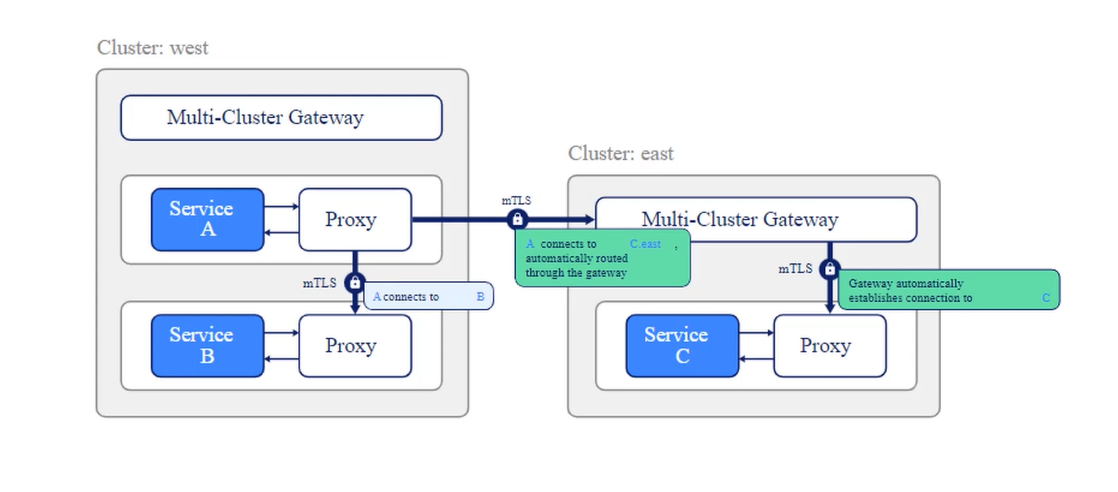 Cluster: west
Multi-Cluster Gateway
Service
A
Proxy
mTLS
A connects to B
Service
B
Proxy
mTLS
A connects to C.east ,
automatically routed
through the gateway
Cluster: east
Multi-Cluster Gateway
mTLS
Gateway automatically
establishes connection to C
Service
C
Proxy